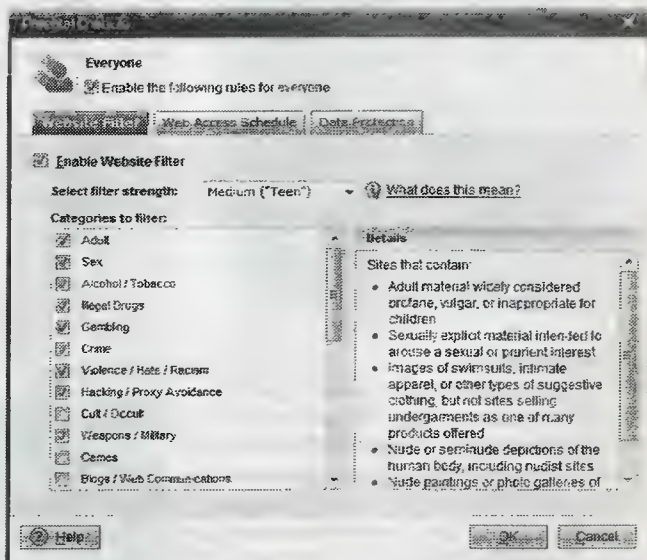 Everyone
Enable the following rules for everyone
Website Filter
Web Access Schedule
Data Protection
Enable Website Filter
Select filter strength:
Medium ("Teen")
What does this mean?
Categories to filter:
Adult
Sex
Alcohol / Tobacco
Illegal Drugs
Gambling
Crime
Violence / Hate / Racism
Hacking / Proxy Avoidance
Cult / Occult
Weapons / Military
Games
Blogs / Web Communications
Details
Sites that contain:
• Adult material widely considered
profane, vulgar, or inappropriate for
children
• Sexually explicit material intended to
arouse a sexual or prurient interest
• Images of swimsuits, intimate
apparel, or other types of suggestive
clothing, but not sites selling
undergarments as one of many
products offered
• Nude or seminude depictions of the
human body, including nudist sites
• Nude paintings or photo galleries of
Help
OK
Cancel